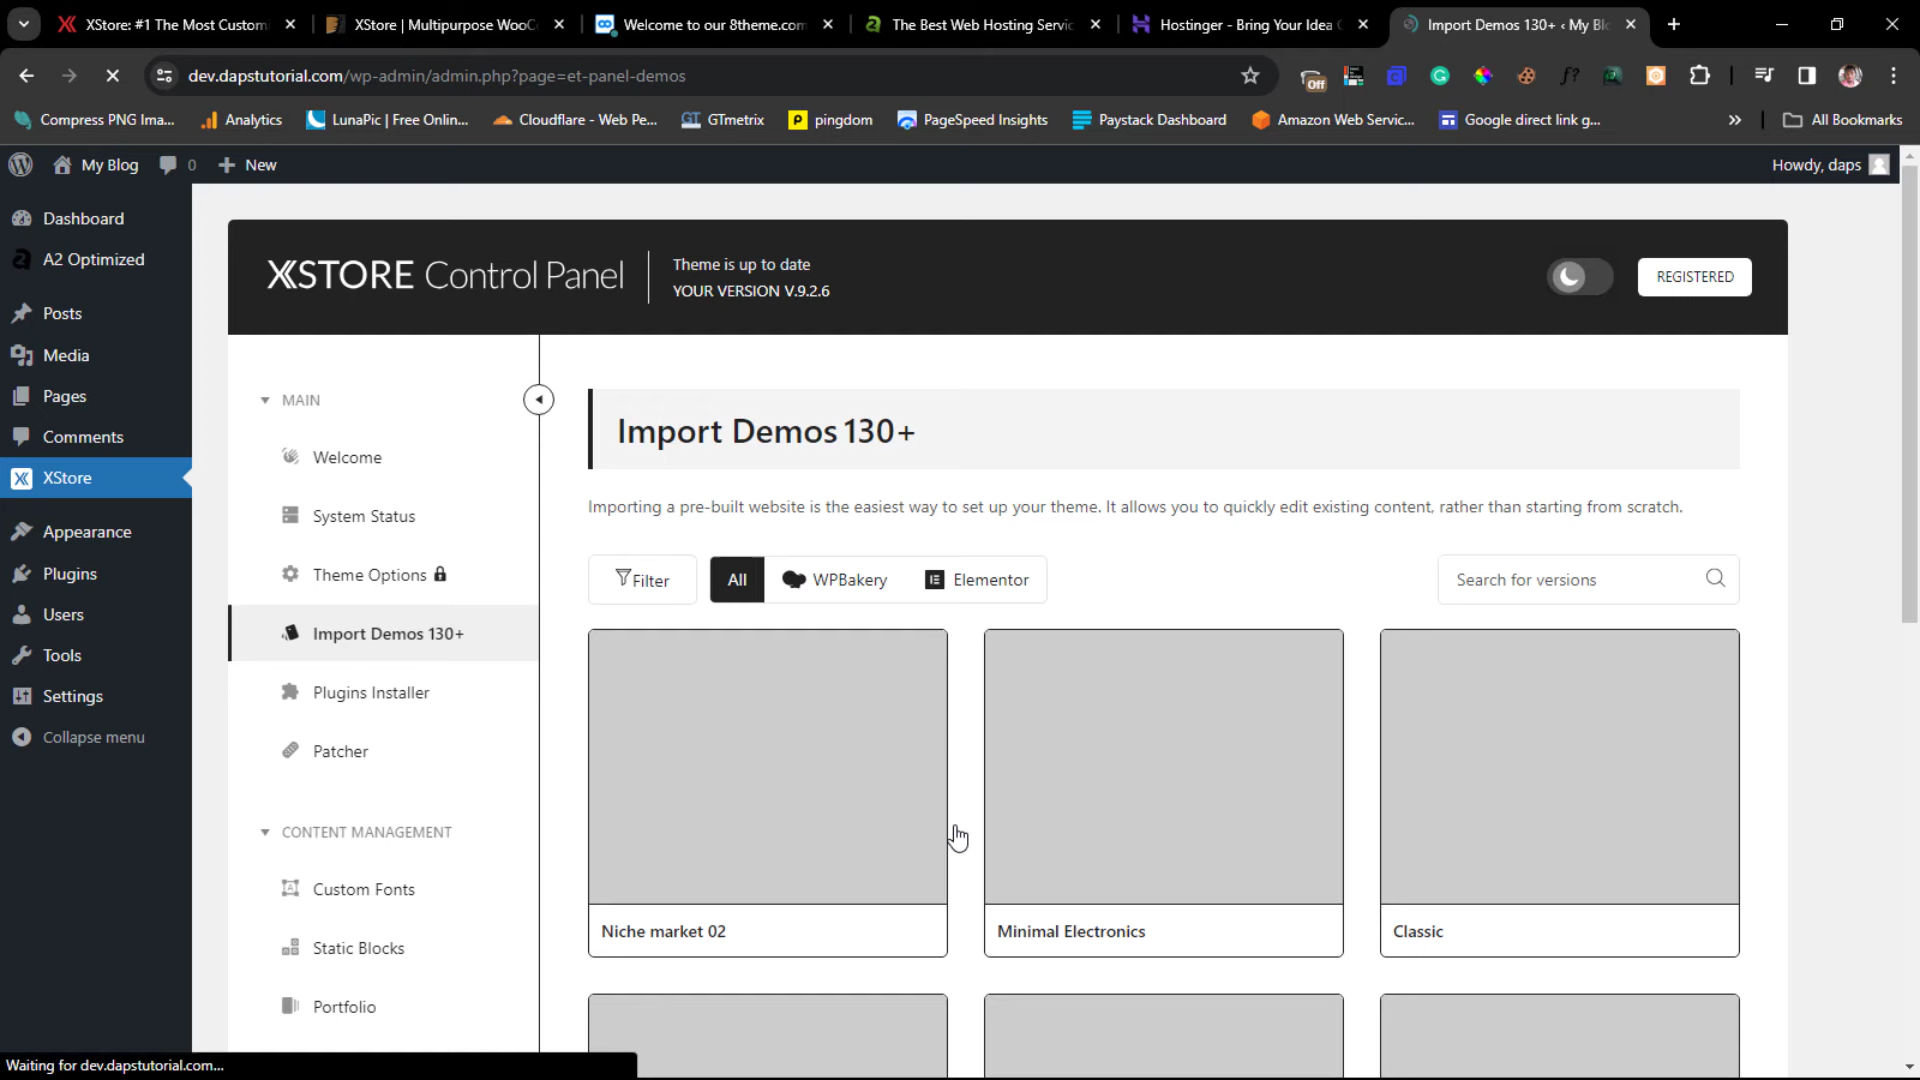 XStore: #1 The Most Custom
XStore | Multipurpose WooC
Welcome to our 8theme.com
The Best Web Hosting Servic
Hostinger - Bring Your Idea
Import Demos 130+ ‹ My Blo
dev.dapstutorial.com/wp-admin/admin.php?page=et-panel-demos
Off
Compress PNG Ima...
Analytics
LunaPic | Free Onlin...
Cloudflare - Web Pe...
GTmetrix
pingdom
PageSpeed Insights
Paystack Dashboard
Amazon Web Servic...
Google direct link g...
All Bookmarks
My Blog
0
New
Howdy, daps
Dashboard
A2 Optimized
Posts
Media
Pages
Comments
XStore
Appearance
Plugins
Users
Tools
Settings
Collapse menu
XSTORE Control Panel
Theme is up to date
YOUR VERSION V.9.2.6
REGISTERED
MAIN
Welcome
System Status
Theme Options
Import Demos 130+
Plugins Installer
Patcher
CONTENT MANAGEMENT
Custom Fonts
Static Blocks
Portfolio
Import Demos 130+
Importing a pre-built website is the easiest way to set up your theme. It allows you to quickly edit existing content, rather than starting from scratch.
Filter
All
WPBakery
Elementor
Search for versions
Niche market 02
Minimal Electronics
Classic
Waiting for dev.dapstutorial.com...